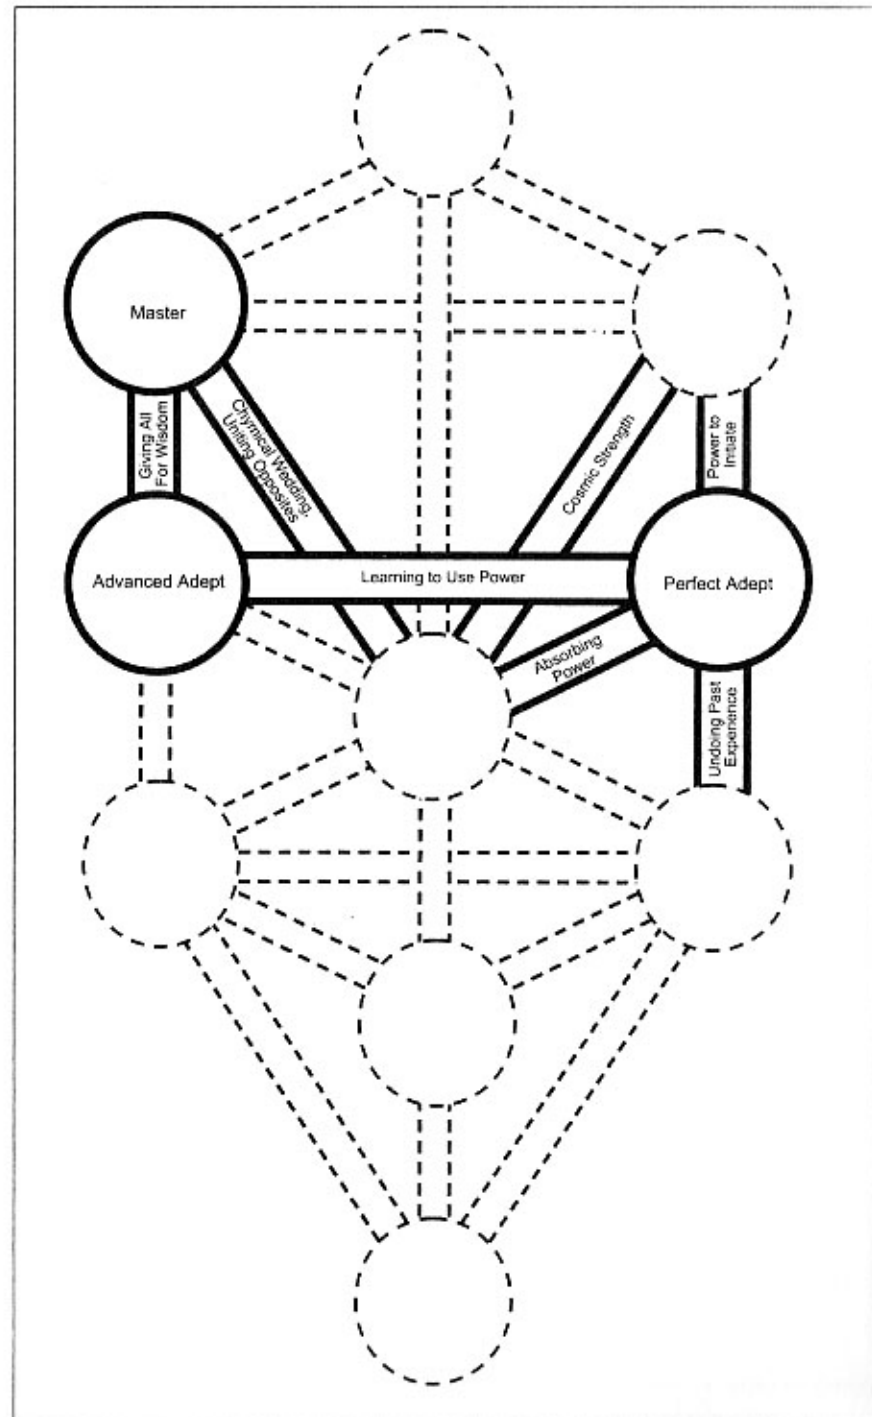 Master
Giving All
For Wisdom
Chymical Wedding,
Uniting Opposites
Cosmic Strength
Power to
Initiate
Advanced Adept
Learning to Use Power
Perfect Adept
Absorbing
Power
Undoing Past
Experience